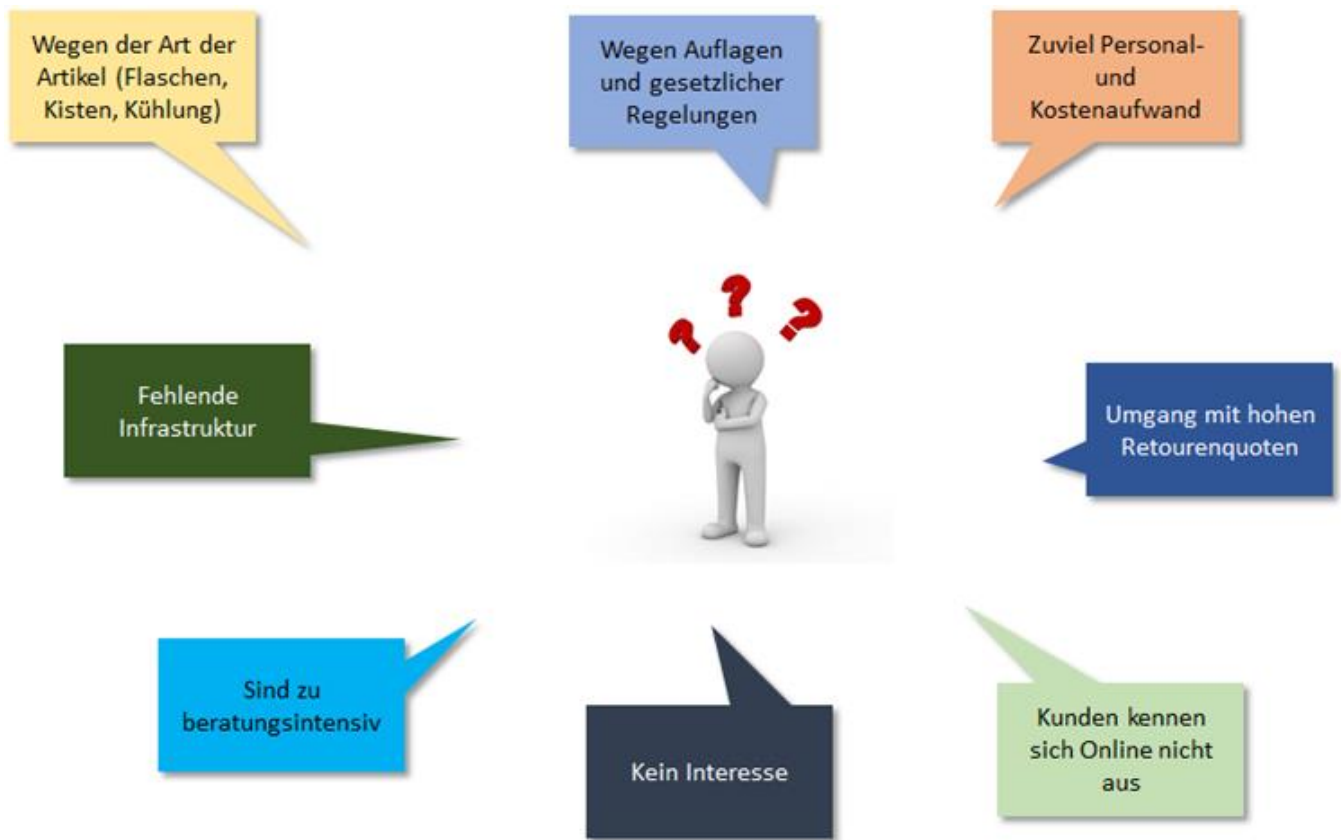 Wegen der Art der
Artikel (Flaschen,
Kisten, Kühlung)
Wegen Auflagen
und gesetzlicher
Regelungen
Zuviel Personal-
und
Kostenaufwand
? ? ?
Fehlende
Infrastruktur
Umgang mit hohen
Retourenquoten
Sind zu
beratungsintensiv
Kein Interesse
Kunden kennen
sich Online nicht
aus